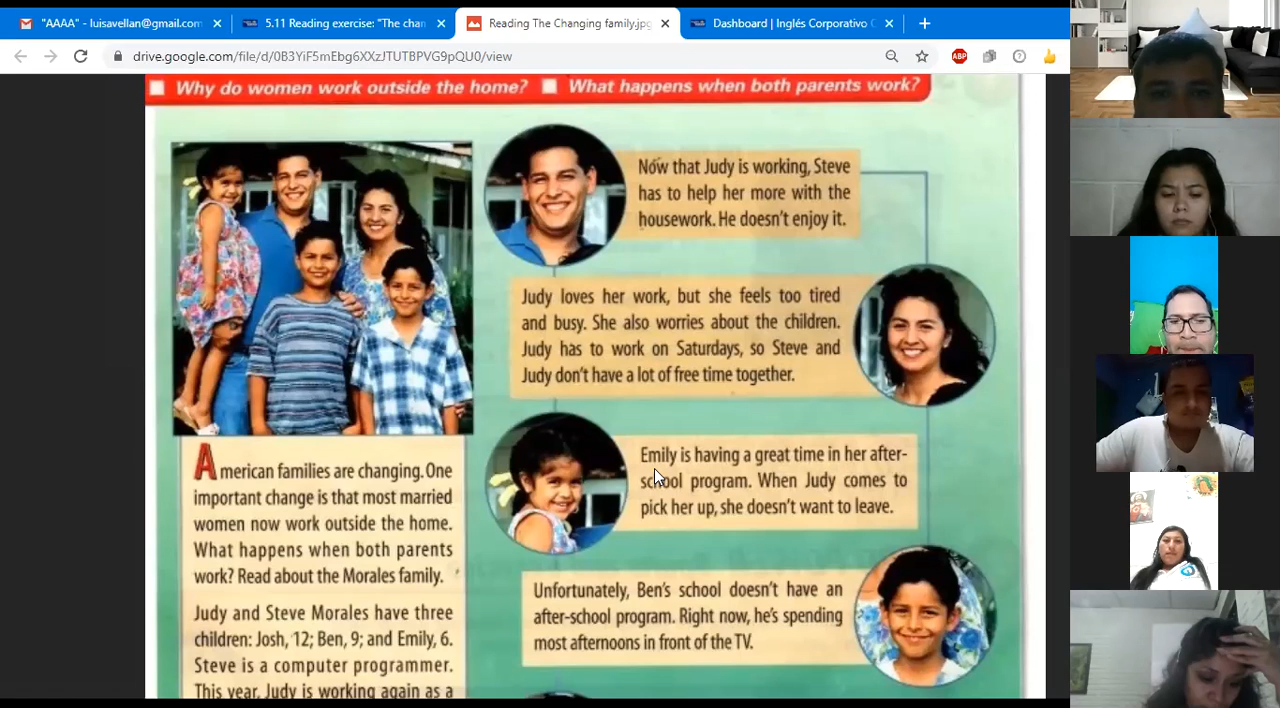 "AAAA" - luisavellan@gmail.com
5.11 Reading exercise: "The chan
Reading The Changing family.jpg
Dashboard | Inglés Corporativo
drive.google.com/file/d/0B3YiF5mEbg6XXzJTUTBPVG9pQU0/view
ABP
Why do women work outside the home? What happens when both parents work?
Now that Judy is working, Steve
has to help her more with the
housework. He doesn't enjoy it.
Judy loves her work, but she feels too tired
and busy. She also worries about the children.
Judy has to work on Saturdays, so Steve and
Judy don't have a lot of free time together.
Emily is having a great time in her after-
school program. When Judy comes to
pick her up, she doesn't want to leave.
Unfortunately, Ben's school doesn't have an
after-school program. Right now, he's spending
most afternoons in front of the TV.
American families are changing. One
important change is that most married
women now work outside the home.
What happens when both parents
work? Read about the Morales family.
Judy and Steve Morales have three
children: Josh, 12; Ben, 9; and Emily, 6.
Steve is a computer programmer.
This year, Judy is working again as a